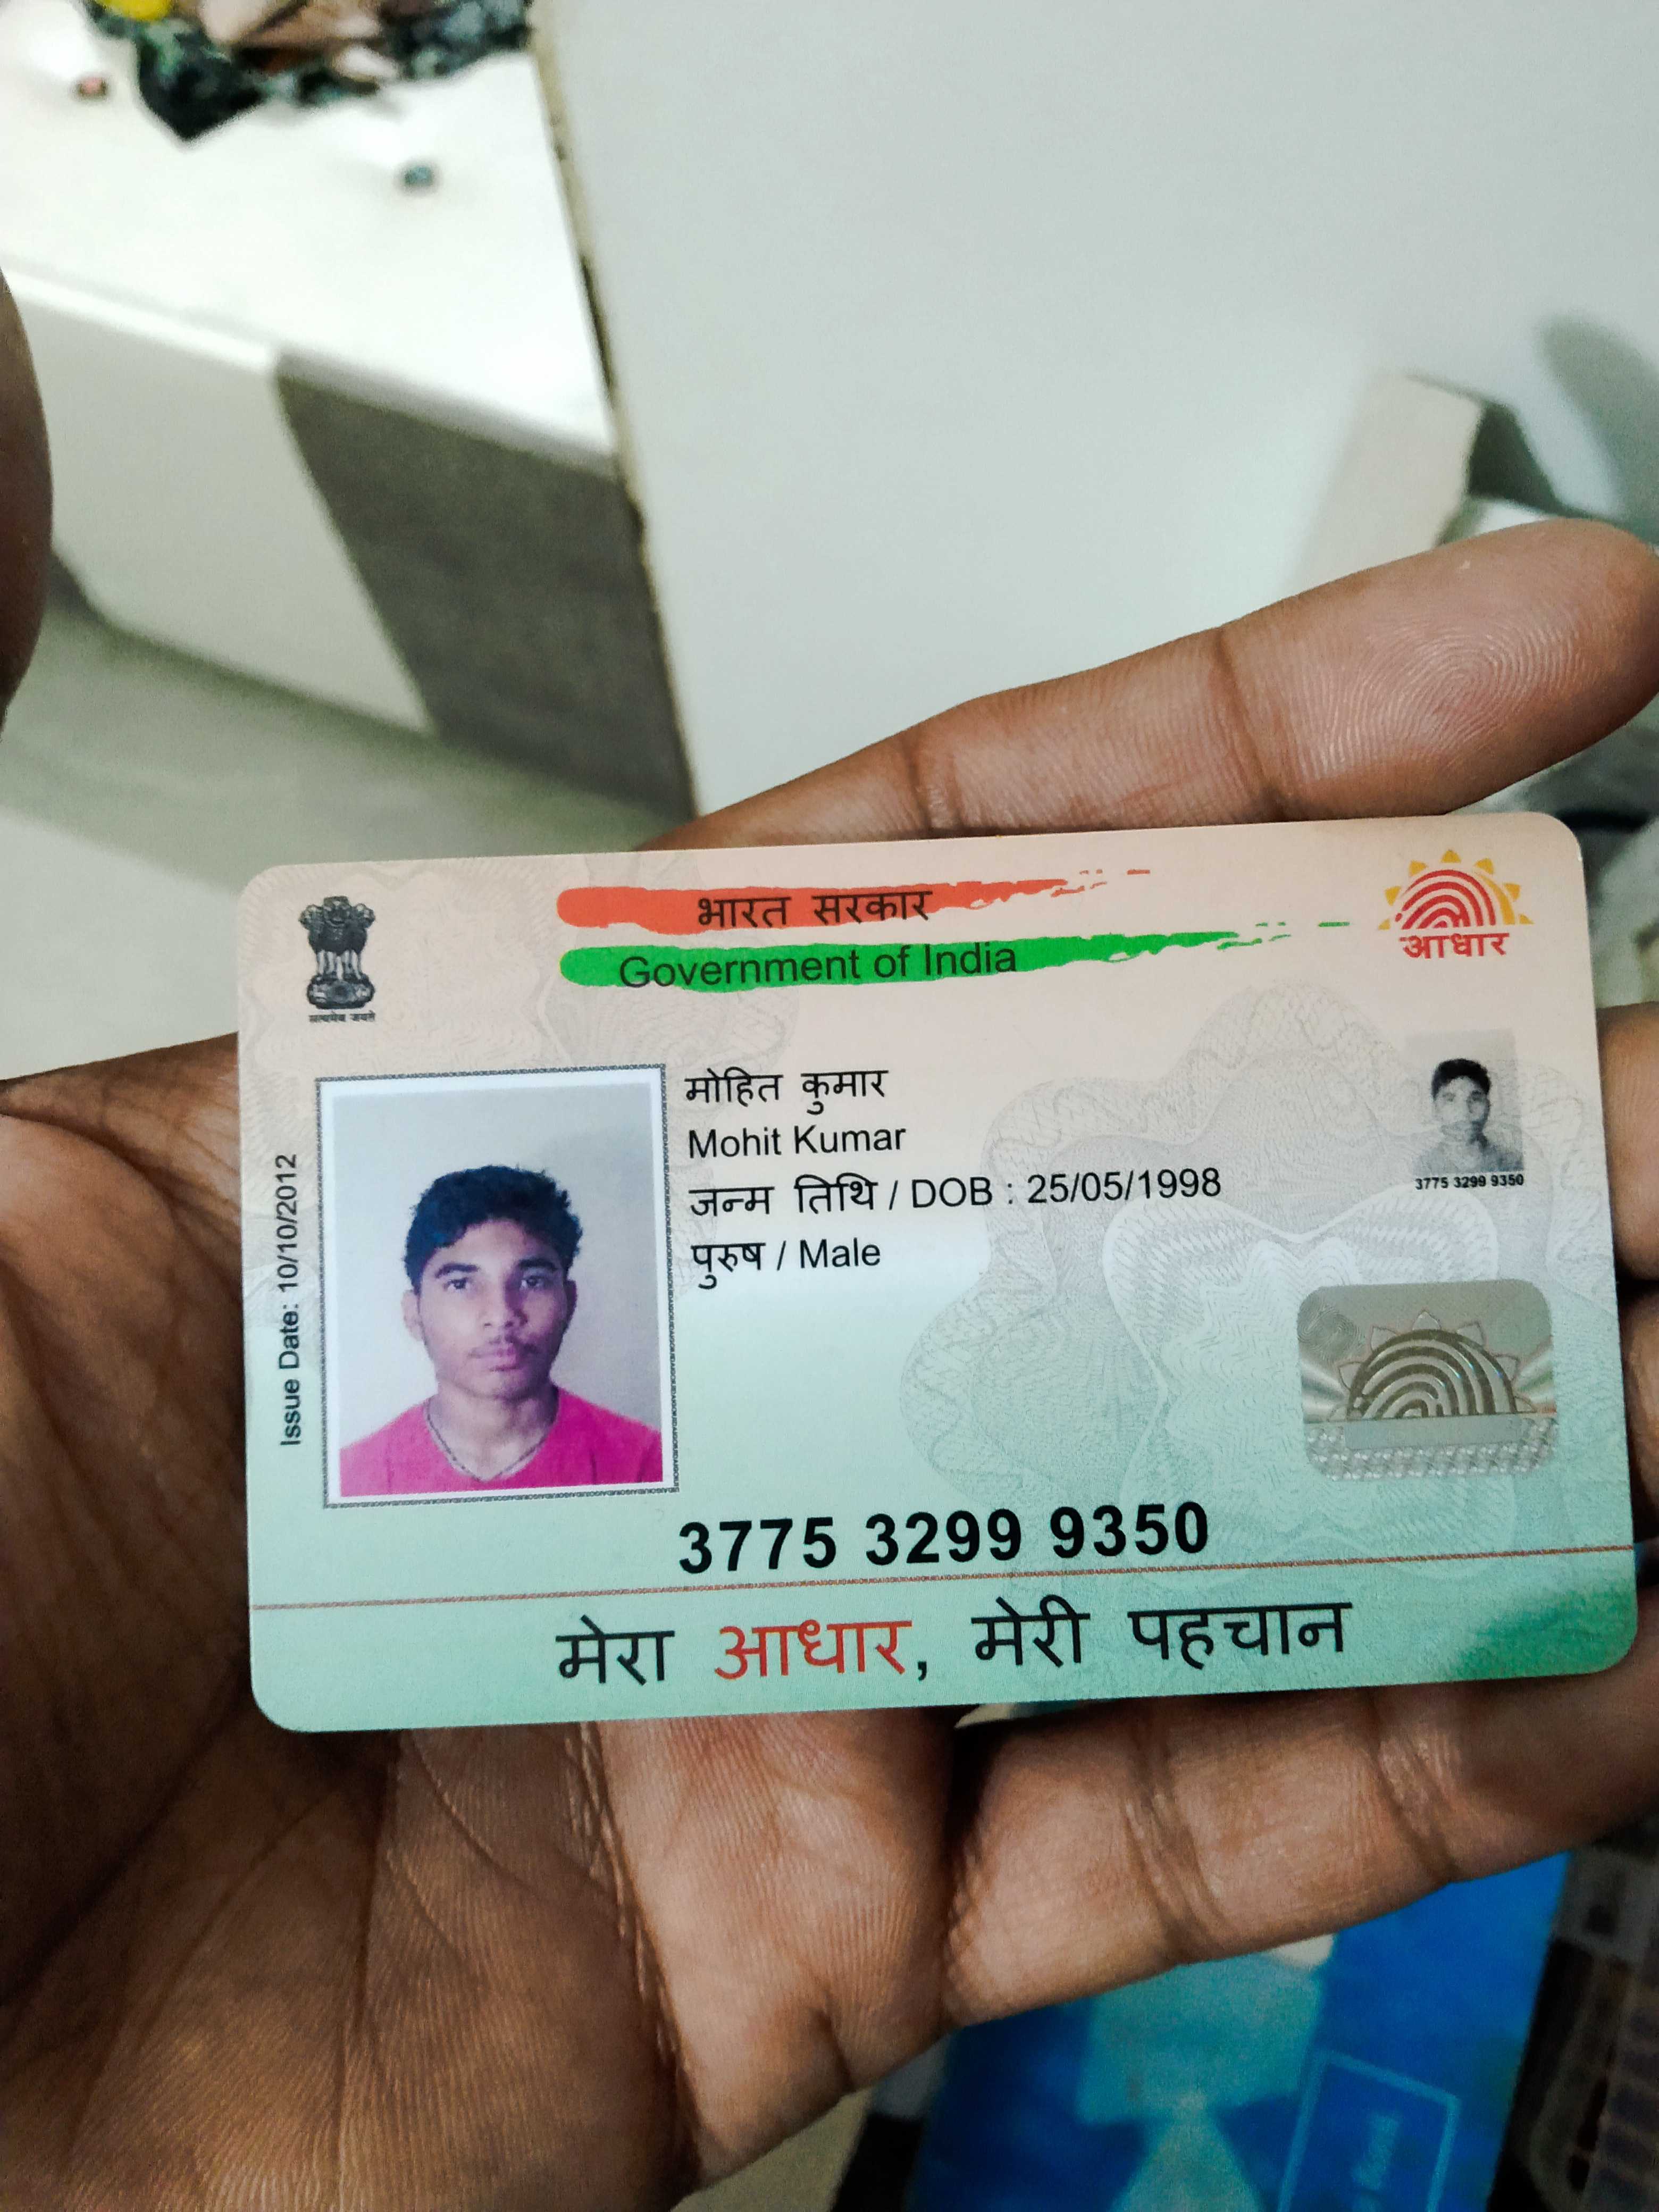 भारत सरकार
Government of India
आधार
सत्यमेव जयते
मोहित कुमार
Mohit Kumar
जन्म तिथि / DOB : 25/05/1998
पुरुष / Male
3775 3299 9350
Issue Date: 10/10/2012
3775 3299 9350
मेरा आधार, मेरी पहचान